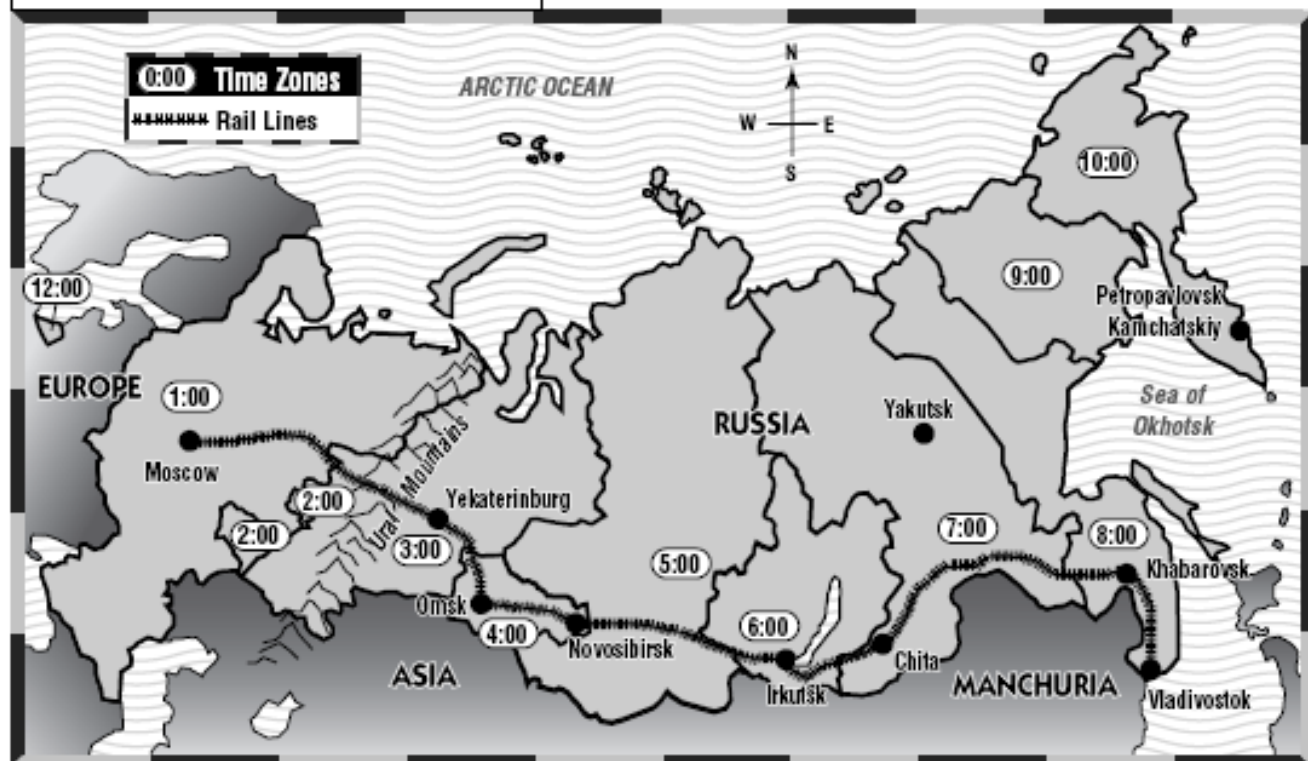 0:00 Time Zones
Rail Lines
ARCTIC OCEAN
N
W E
S
10:00
12:00
9:00
Petropavlovsk
Kamchatskiy
EUROPE
1:00
Sea of
Okhotsk
RUSSIA
Yakutsk
Moscow
Ural Mountains
Yekaterinburg
2:00
2:00
3:00
7:00
8:00
5:00
Khabarovsk
Omsk
4:00
6:00
Novosibirsk
Chita
ASIA
Irkutsk
MANCHURIA
Vladivostok